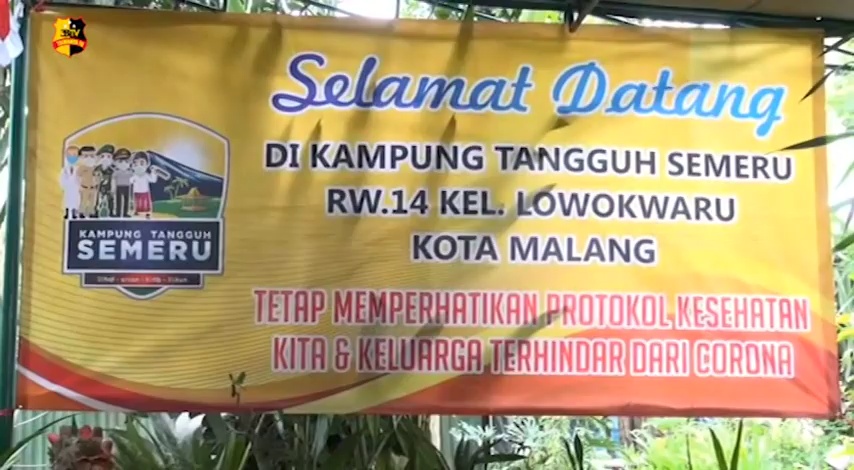 Selamat Datang
DI KAMPUNG TANGGUH SEMERU
RW.14 KEL. LOWOKWARU
KOTA MALANG
TETAP MEMPERHATIKAN PROTOKOL KESEHATAN
KITA & KELUARGA TERHINDAR DARI CORONA
KAMPUNG TANGGUH
SEMERU